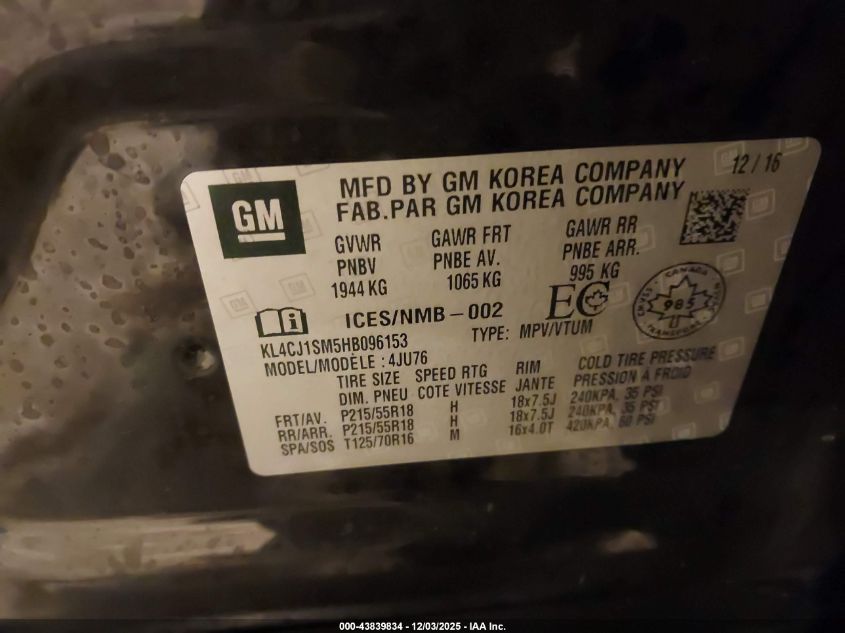 GM
MFD BY GM KOREA COMPANY
FAB.PAR GM KOREA COMPANY
12 / 16
GVWR GAWR FRT GAWR RR
PNBV PNBE AV. PNBE ARR.
1944 KG 1065 KG 995 KG
ICES/NMB-002 EC
KL4CJ1SM5HB096153 TYPE: MPV/VTUM
MODEL/MODÈLE : 4JU76
CANADA
985
TRANSPORT
TIRE SIZE SPEED RTG RIM COLD TIRE PRESSURE
DIM. PNEU COTE VITESSE JANTE PRESSION À FROID
FRT/AV. P215/55R18 H 18x7.5J 240KPA, 35 PSI
RR/ARR. P215/55R18 H 18x7.5J 240KPA, 35 PSI
SPA/SOS T125/70R16 M 16x4.0T 420KPA, 60 PSI
000-43839834 - 12/03/2025 - IAA Inc.